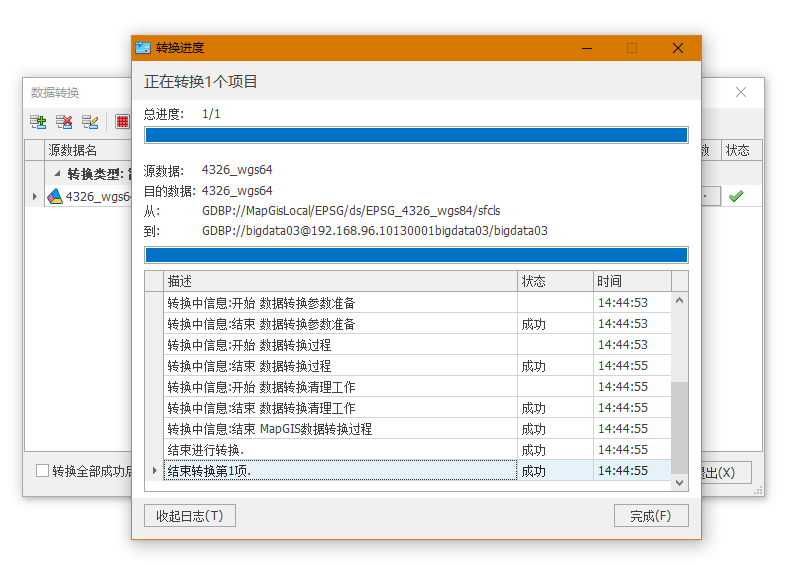 转换进度
正在转换1个项目
总进度: 1/1
源数据: 4326_wgs64
目的数据: 4326_wgs64
从: GDBP://MapGisLocal/EPSG/ds/EPSG_4326_wgs84/sfcls
到: GDBP://bigdata03@192.168.96.10130001bigdata03/bigdata03
描述 状态 时间
转换中信息:开始 数据转换参数准备 14:44:53
转换中信息:结束 数据转换参数准备 成功 14:44:53
转换中信息:开始 数据转换过程 14:44:53
转换中信息:结束 数据转换过程 成功 14:44:55
转换中信息:开始 数据转换清理工作 14:44:55
转换中信息:结束 数据转换清理工作 成功 14:44:55
转换中信息:结束 MapGIS数据转换过程 成功 14:44:55
结束进行转换. 成功 14:44:55
结束转换第1项. 成功 14:44:55
收起日志(T) 完成(F)
数据转换
源数据名 数 状态
转换类型:
4326_wgs6
转换全部成功后 退出(X)